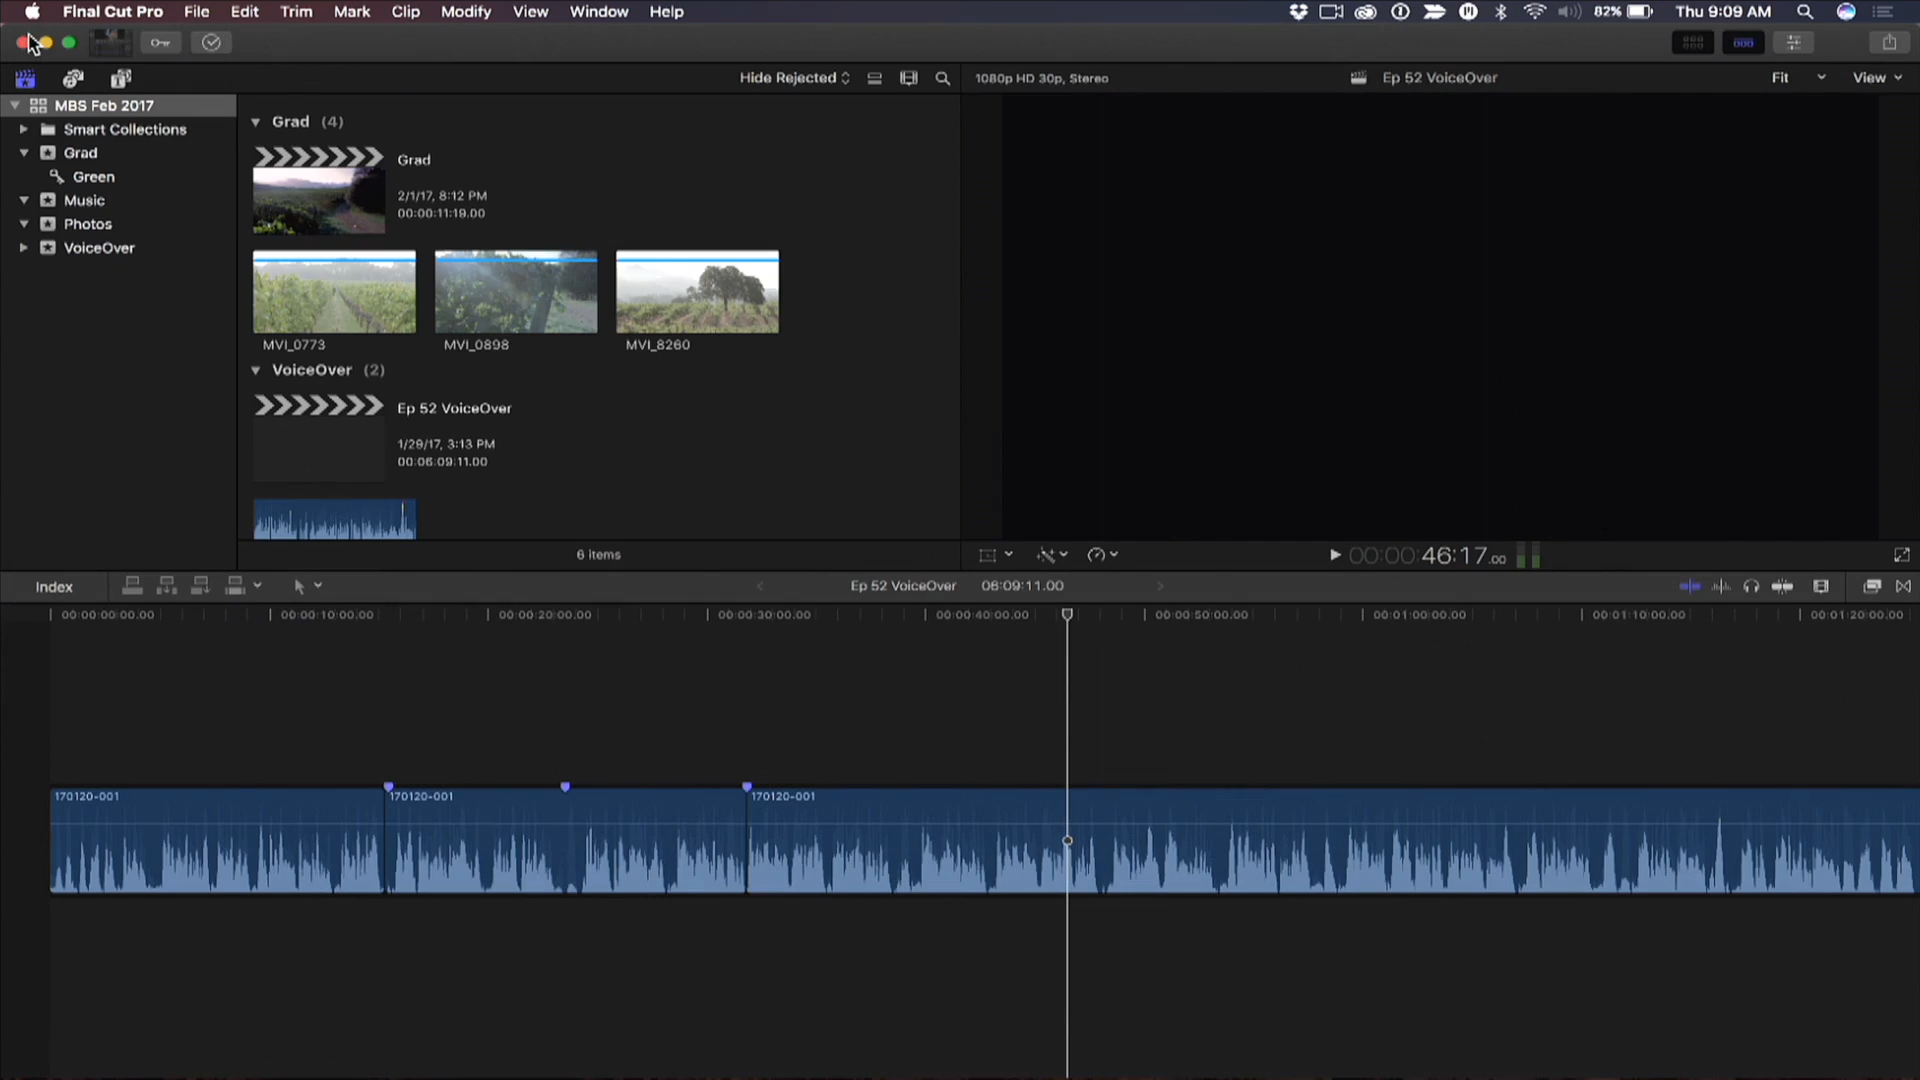 Final Cut Pro File Edit Trim Mark Clip Modify View Window Help 82% Thu 9:09 AM
Hide Rejected 1080p HD 30p, Stereo Ep 52 VoiceOver Fit View
MBS Feb 2017
Smart Collections
Grad
Green
Music
Photos
VoiceOver
Grad (4)
Grad
2/1/17, 8:12 PM
00:00:11:19.00
MVI_0773 MVI_0898 MVI_8260
VoiceOver (2)
Ep 52 VoiceOver
1/29/17, 3:13 PM
00:06:09:11.00
6 items
00:00:46:17.00
Index Ep 52 VoiceOver 06:09:11.00
00:00:00:00.00 00:00:10:00.00 00:00:20:00.00 00:00:30:00.00 00:00:40:00.00 00:00:50:00.00 00:01:00:00.00 00:01:10:00.00 00:01:20:00.00
170120-001 170120-001 170120-001